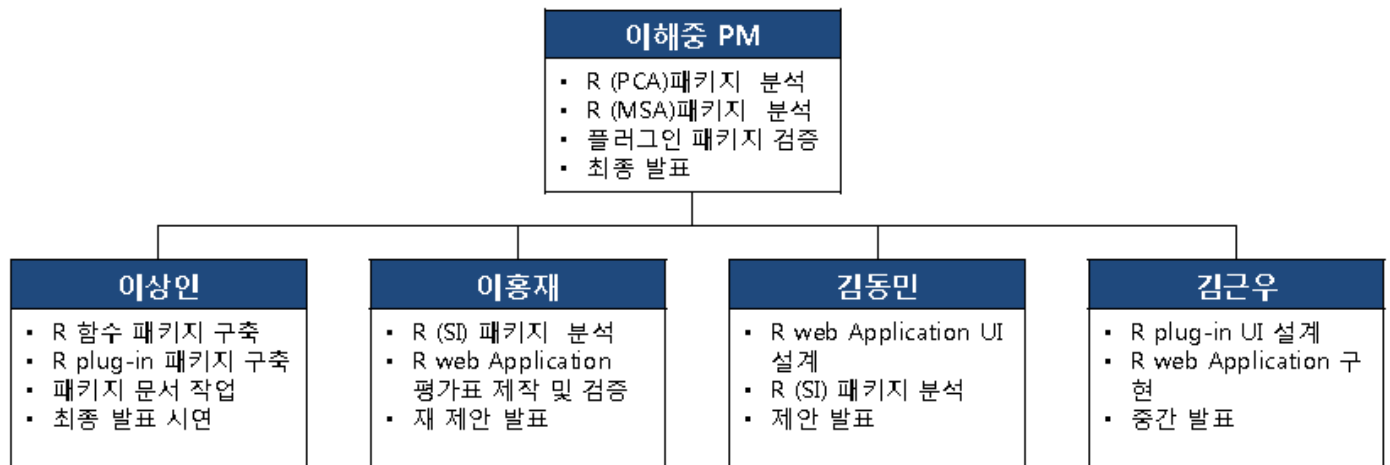 이해중 PM
▪ R (PCA)패키지 분석
▪ R (MSA)패키지 분석
▪ 플러그인 패키지 검증
▪ 최종 발표
이상인
▪ R 함수 패키지 구축
▪ R plug-in 패키지 구축
▪ 패키지 문서 작업
▪ 최종 발표 시연
이홍재
▪ R (SI) 패키지 분석
▪ R web Application
평가표 제작 및 검증
▪ 재 제안 발표
김동민
▪ R web Application UI
설계
▪ R (SI) 패키지 분석
▪ 제안 발표
김근우
▪ R plug-in UI 설계
▪ R web Application 구
현
▪ 중간 발표